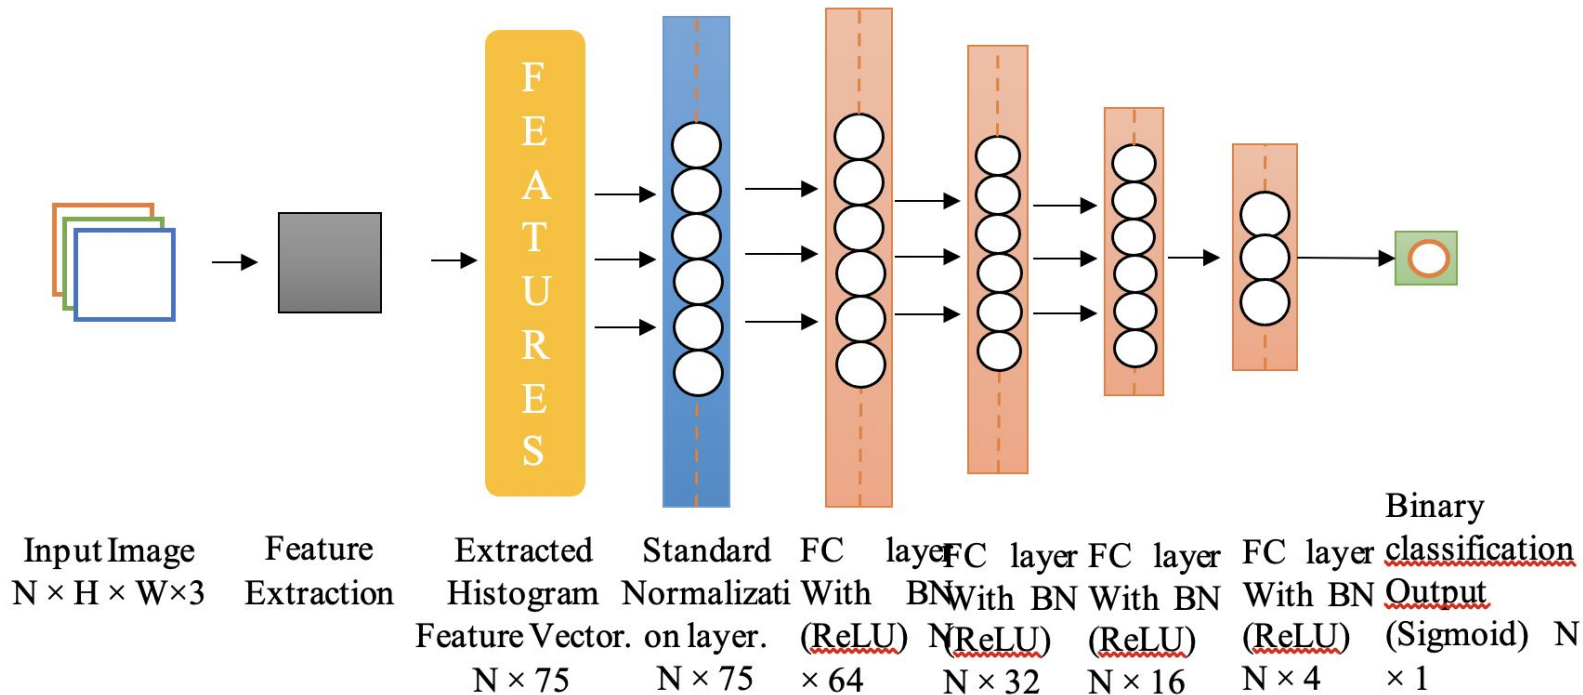 F
E
A
T
U
R
E
S
Input Image
N × H × W×3
Feature
Extraction
Extracted
Histogram
Feature Vector.
N × 75
Standard
Normalizati
on layer.
N × 75
FC layer
With BN
(ReLU) N
× 64
FC layer
With BN
(ReLU)
N × 32
FC layer
With BN
(ReLU)
N × 16
FC layer
With BN
(ReLU)
N × 4
Binary
classification
Output
(Sigmoid) N
× 1